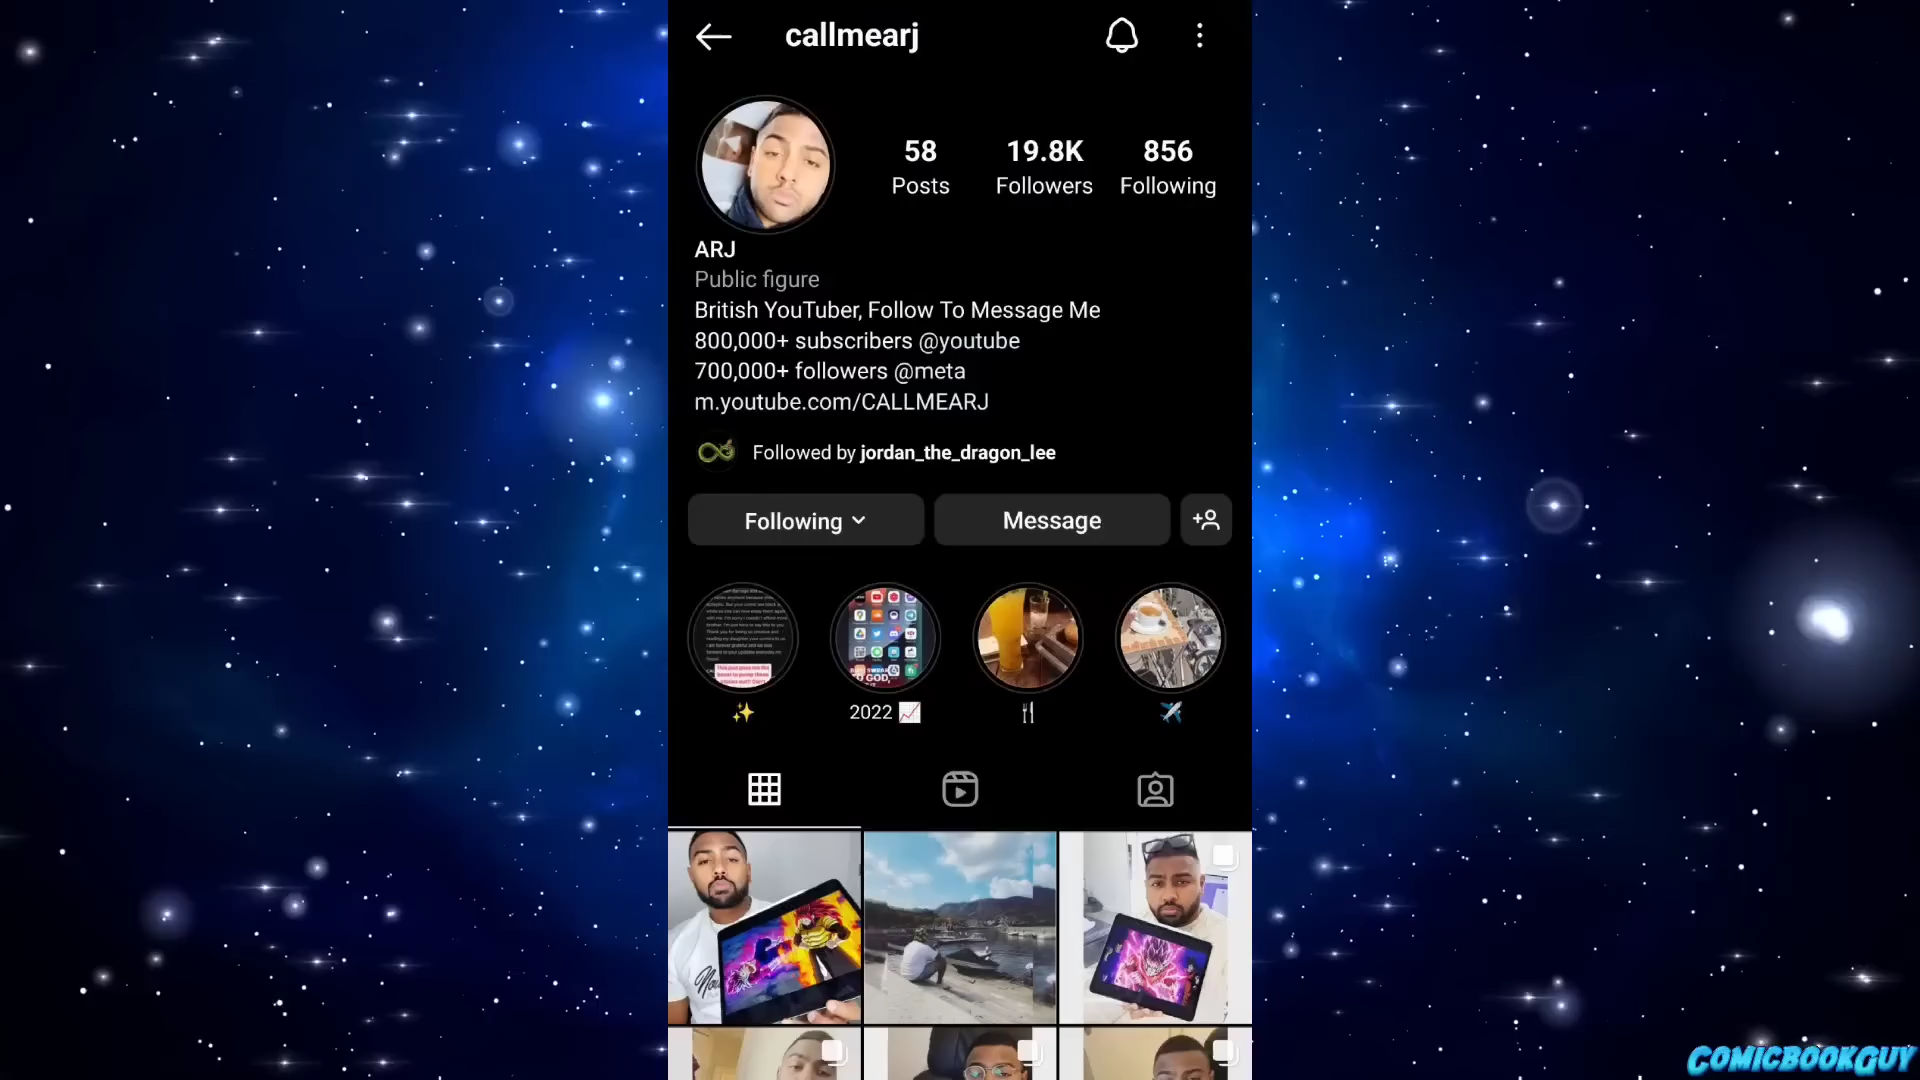 callmearj
58 19.8K 856
Posts Followers Following
ARJ
Public figure
British YouTuber, Follow To Message Me
800,000+ subscribers @youtube
700,000+ followers @meta
m.youtube.com/CALLMEARJ
Followed by jordan_the_dragon_lee
Following Message
2022
COMICBOOKGUY